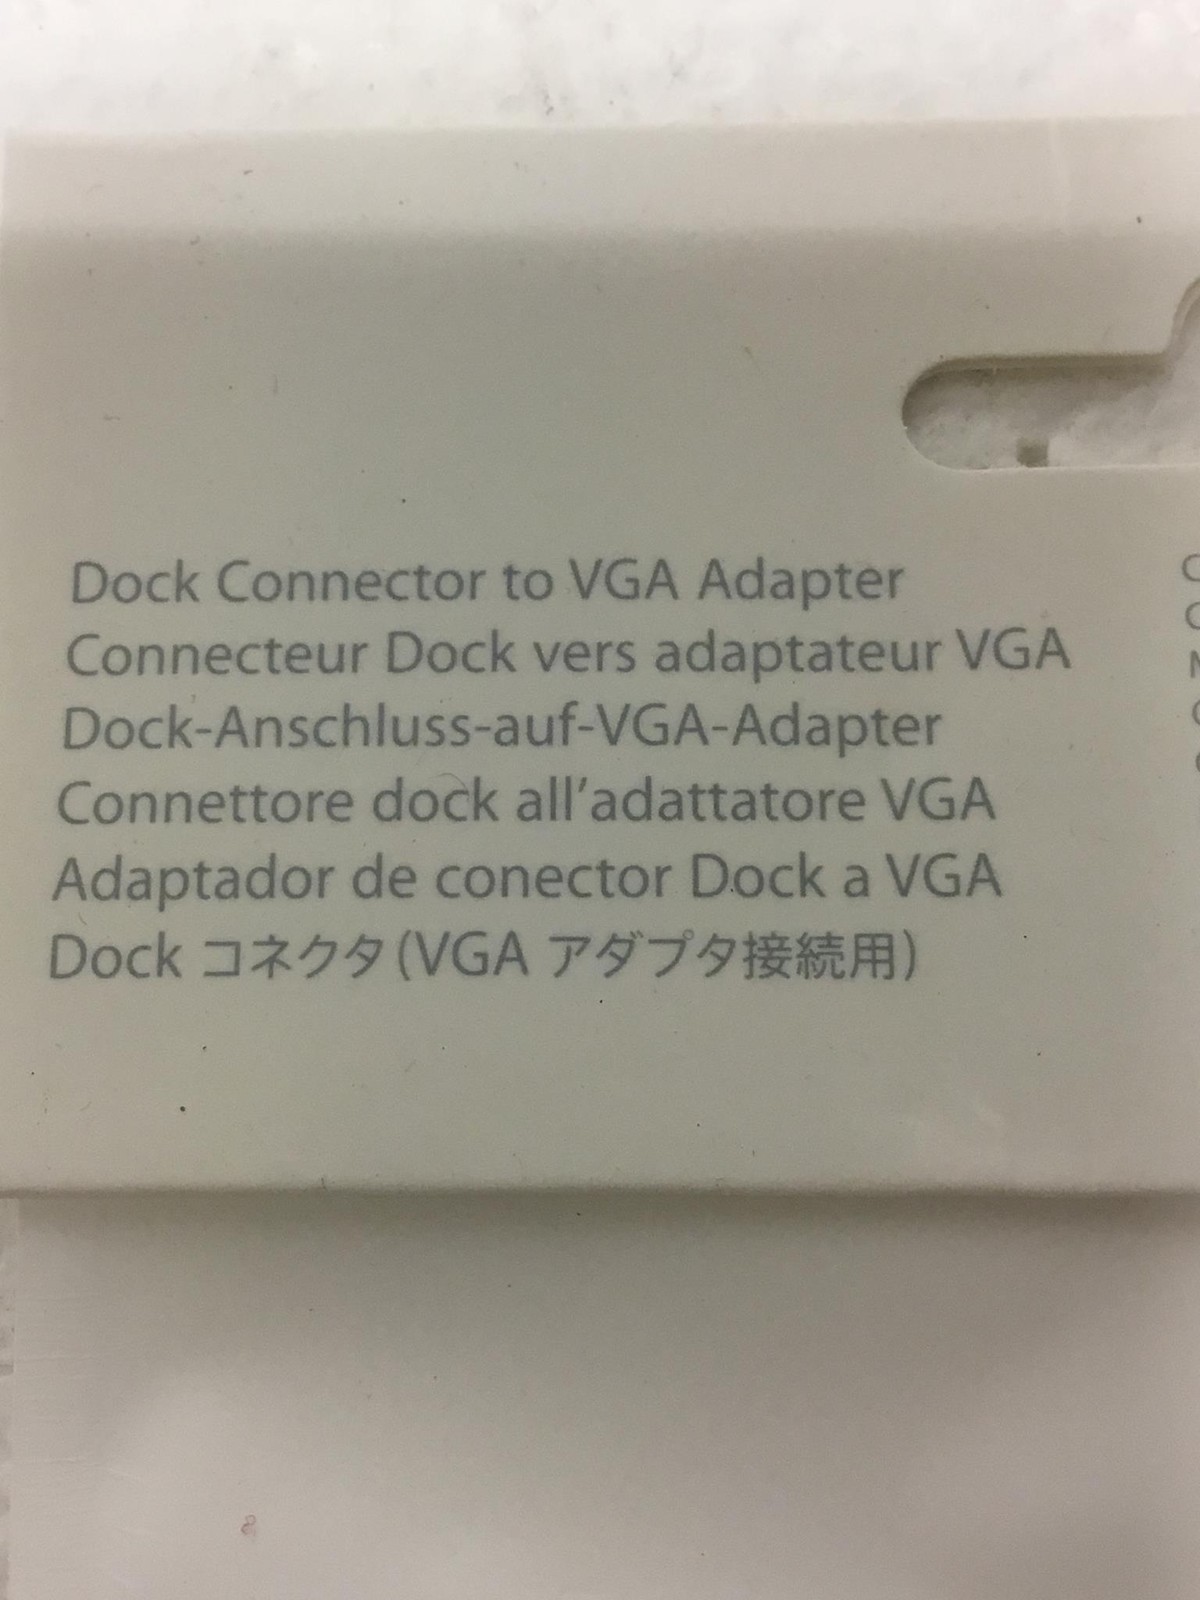 Dock Connector to VGA Adapter
Connecteur Dock vers adaptateur VGA
Dock-Anschluss-auf-VGA-Adapter
Connettore dock all’adattatore VGA
Adaptador de conector Dock a VGA
Dock コネクタ(VGA アダプタ接続用)